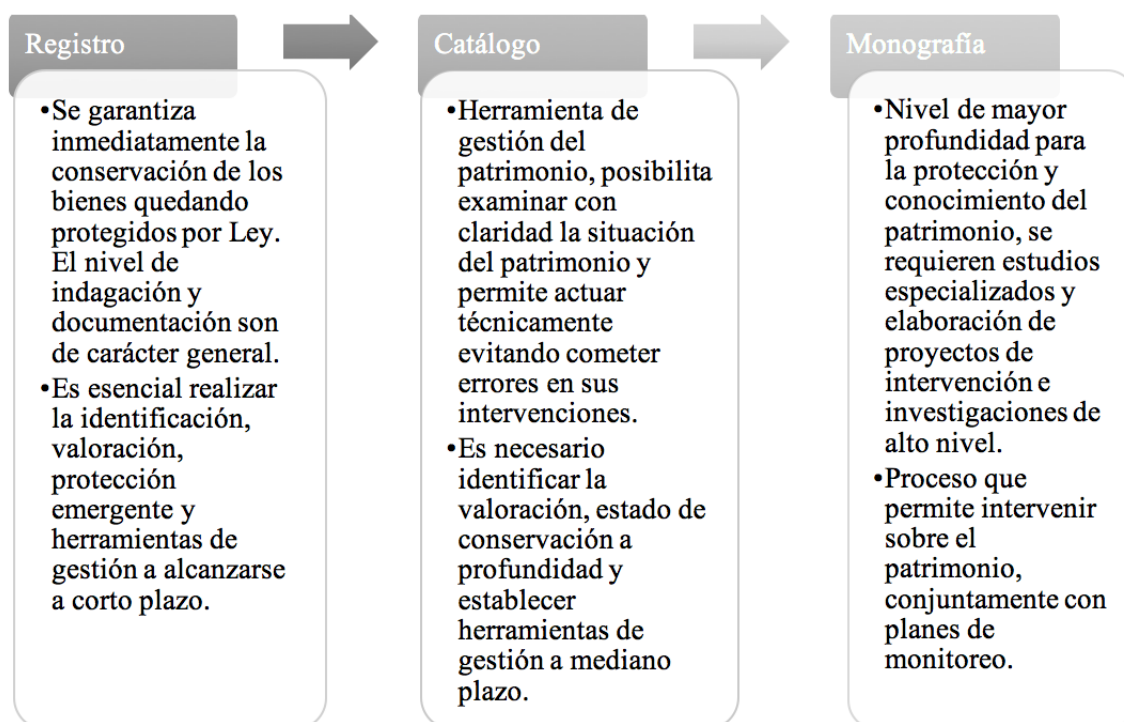 Registro
•Se garantiza
inmediatamente la
conservación de los
bienes quedando
protegidos por Ley.
El nivel de
indagación y
documentación son
de carácter general.
•Es esencial realizar
la identificación,
valoración,
protección
emergente y
herramientas de
gestión a alcanzarse
a corto plazo.
Catálogo
•Herramienta de
gestión del
patrimonio, posibilita
examinar con
claridad la situación
del patrimonio y
permite actuar
técnicamente
evitando cometer
errores en sus
intervenciones.
•Es necesario
identificar la
valoración, estado de
conservación a
profundidad y
establecer
herramientas de
gestión a mediano
plazo.
Monografía
•Nivel de mayor
profundidad para
la protección y
conocimiento del
patrimonio, se
requieren estudios
especializados y
elaboración de
proyectos de
intervención e
investigaciones de
alto nivel.
•Proceso que
permite intervenir
sobre el
patrimonio,
conjuntamente con
planes de
monitoreo.